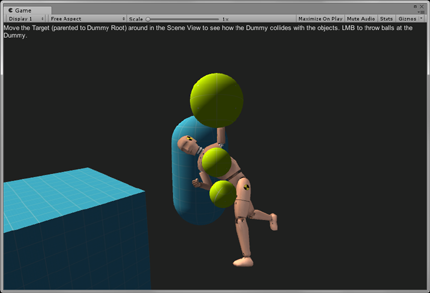 Game
Display 1 Free Aspect Scale 1x Maximize On Play Mute Audio Stats Gizmos
Move the Target (parented to Dummy Root) around in the Scene View to see how the Dummy collides with the objects. LMB to throw balls at the
Dummy.